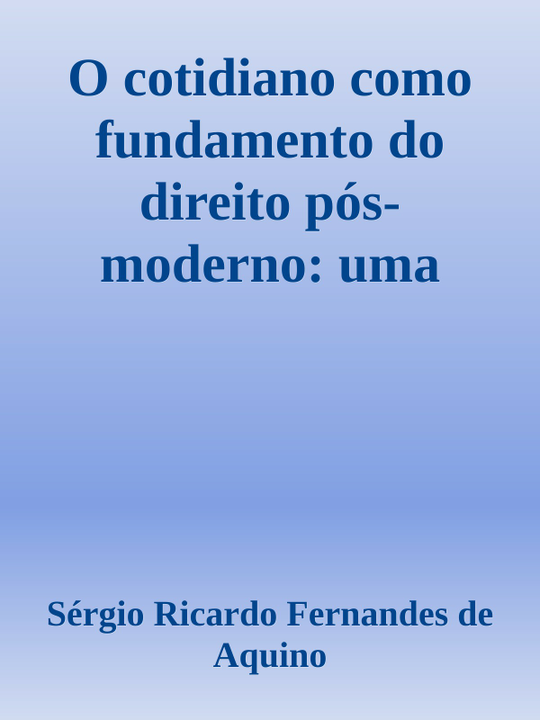 O cotidiano como
fundamento do
direito pós-
moderno: uma
Sérgio Ricardo Fernandes de
Aquino